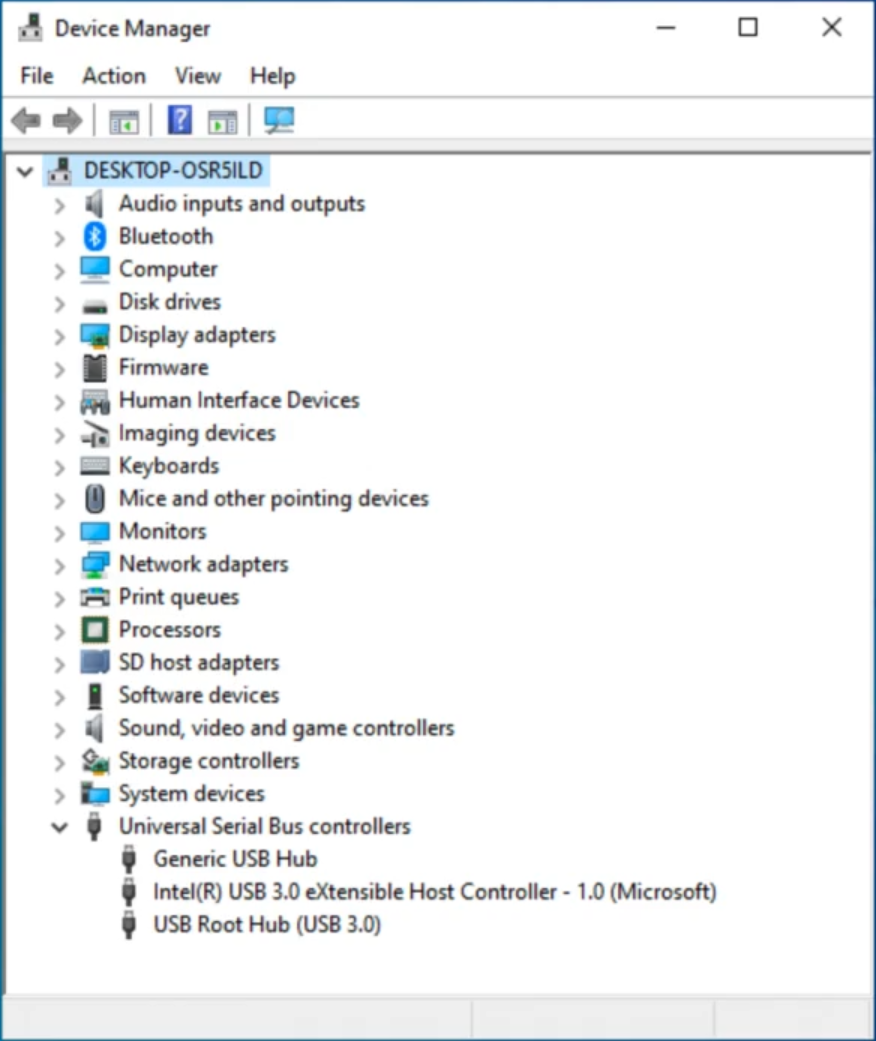 Device Manager
File Action View Help
?
DESKTOP-OSR5ILD
Audio inputs and outputs
Bluetooth
Computer
Disk drives
Display adapters
Firmware
Human Interface Devices
Imaging devices
Keyboards
Mice and other pointing devices
Monitors
Network adapters
Print queues
Processors
SD host adapters
Software devices
Sound, video and game controllers
Storage controllers
System devices
Universal Serial Bus controllers
Generic USB Hub
Intel(R) USB 3.0 eXtensible Host Controller - 1.0 (Microsoft)
USB Root Hub (USB 3.0)